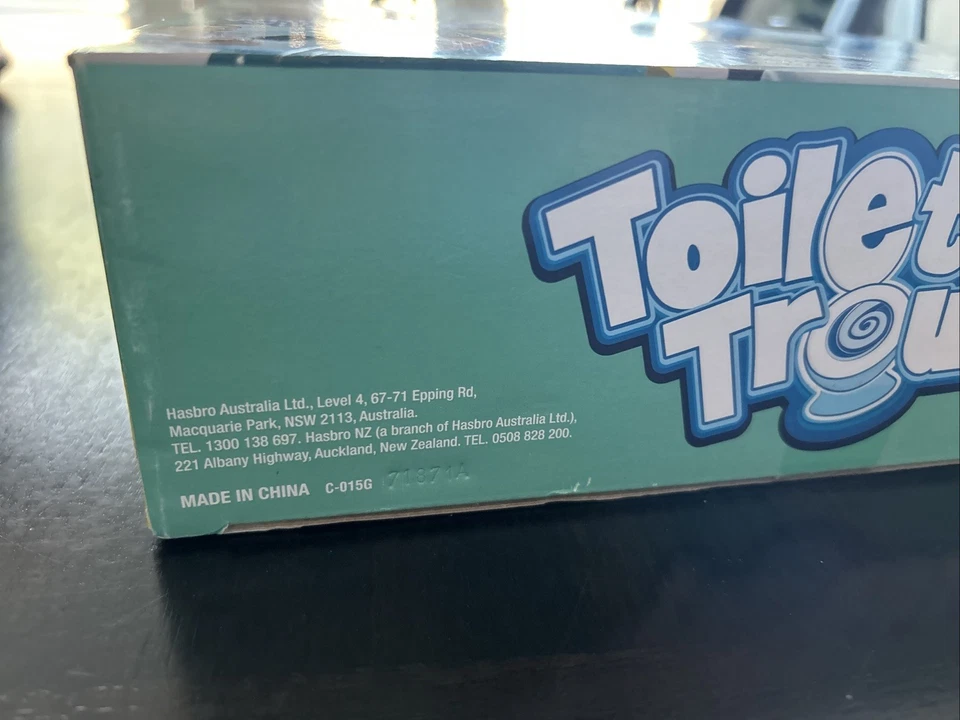 Toilet
Trou
Hasbro Australia Ltd., Level 4, 67-71 Epping Rd,
Macquarie Park, NSW 2113, Australia.
TEL. 1300 138 697. Hasbro NZ (a branch of Hasbro Australia Ltd.),
221 Albany Highway, Auckland, New Zealand. TEL. 0508 828 200.
MADE IN CHINA C-015G 71871A